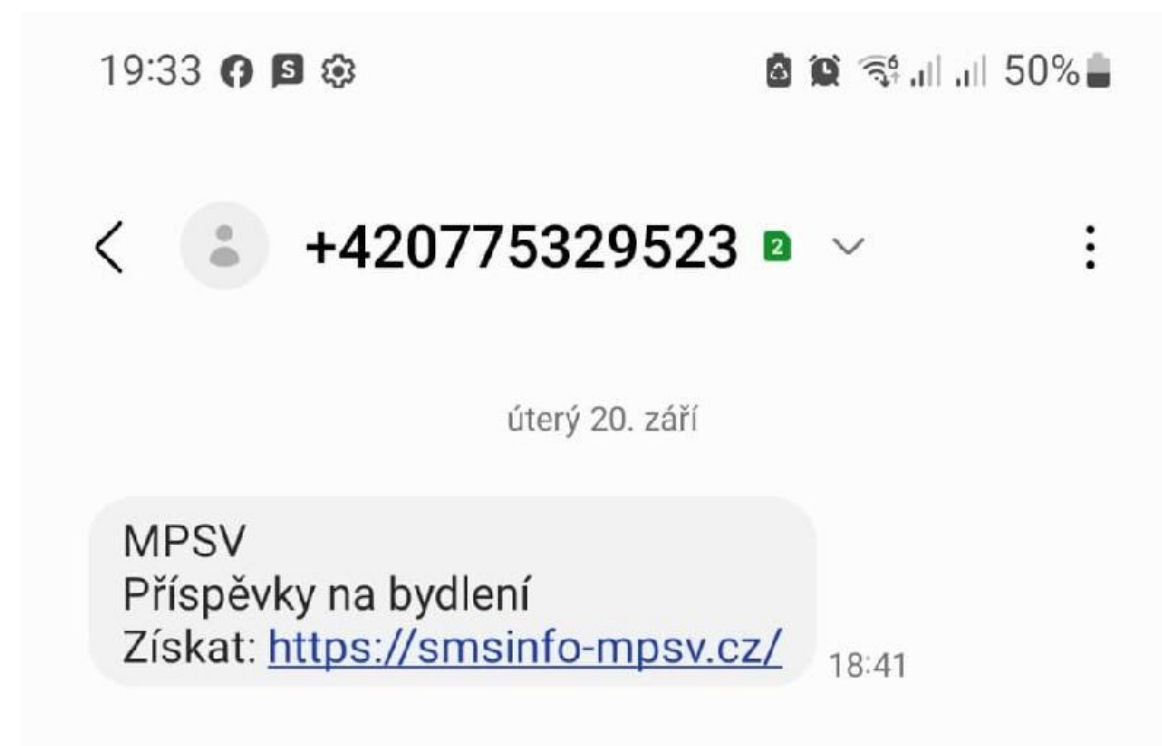 19:33
50%
+420775329523 2
úterý 20. září
MPSV
Příspěvky na bydlení
Získat: https://smsinfo-mpsv.cz/
18:41